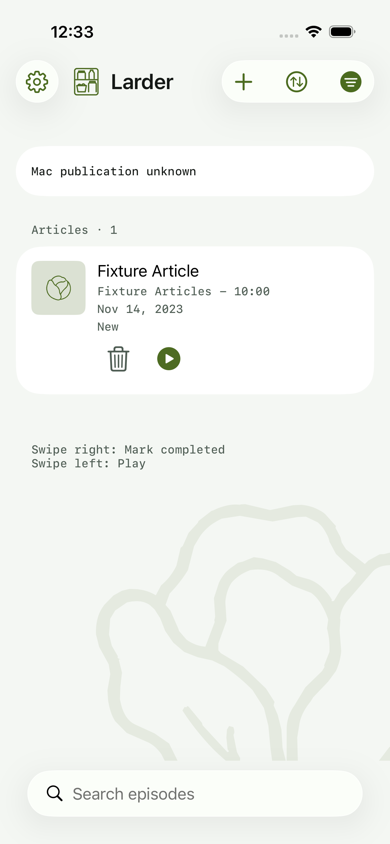 12:33
Larder
Mac publication unknown
Articles · 1
Fixture Article
Fixture Articles — 10:00
Nov 14, 2023
New
Swipe right: Mark completed
Swipe left: Play
Search episodes